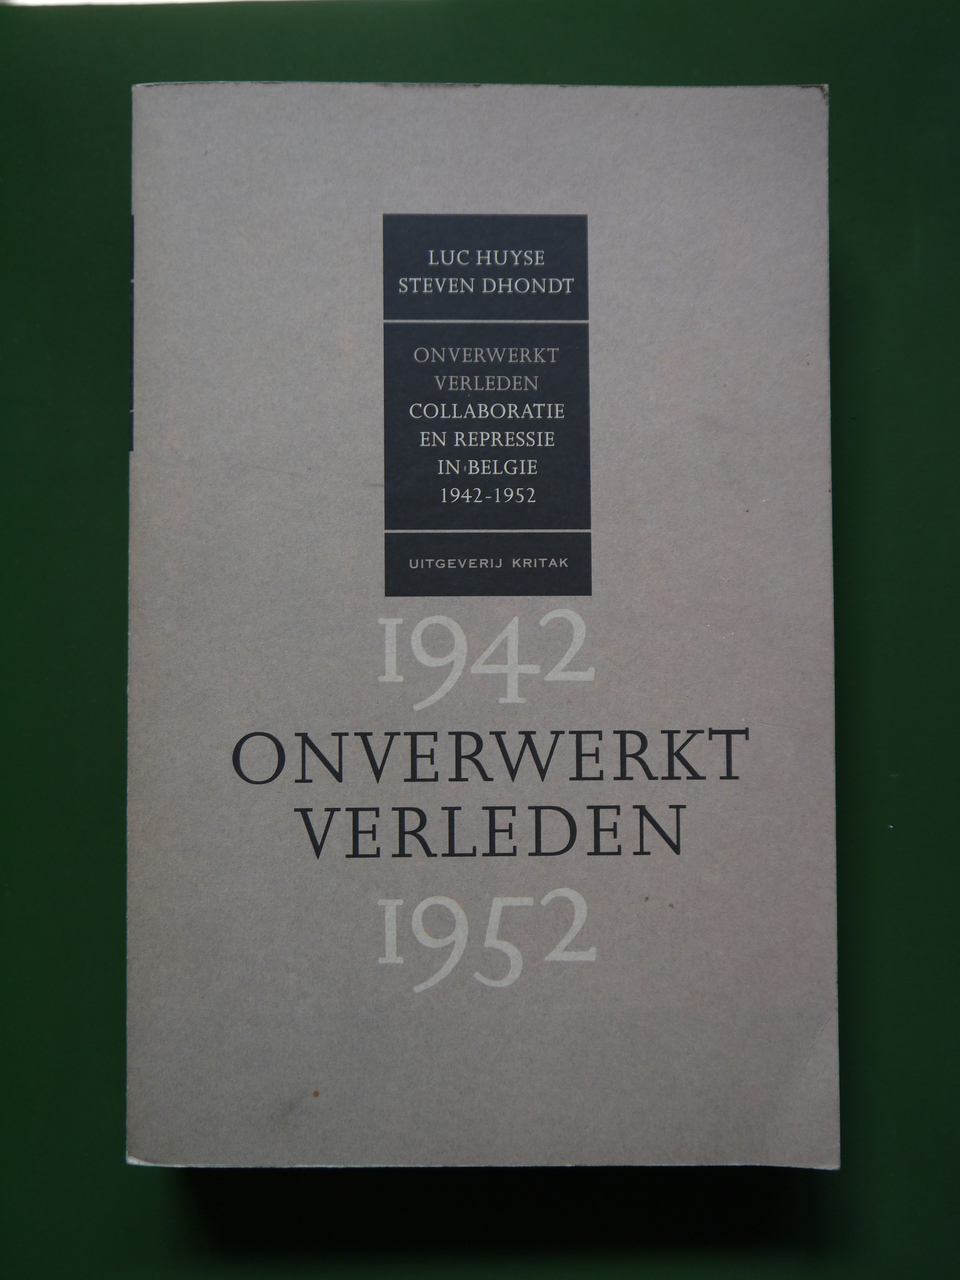 LUC HUYSE
STEVEN DHONDT
ONVERWERKT
VERLEDEN
COLLABORATIE
EN REPRESSIE
IN BELGIE
1942-1952
UITGEVERIJ KRITAK
1942
ONVERWERKT
VERLEDEN
1952